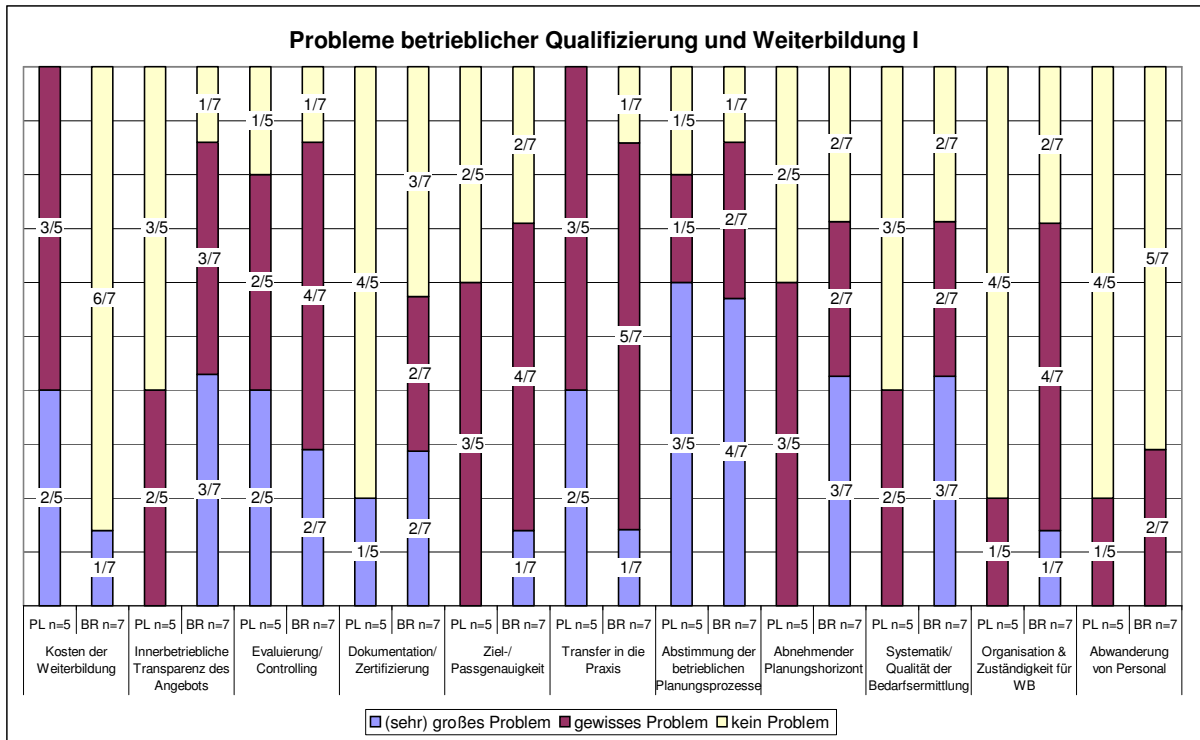 Probleme betrieblicher Qualifizierung und Weiterbildung I
1/7 1/7 1/7 1/7
1/5 1/5
2/7 2/7 2/7 2/7
3/7 2/5 2/5
3/5 3/5 3/5 1/5 2/7 3/5
3/7 5/7
6/7 2/5 4/7 4/5 2/7 2/7 4/5 4/5
5/7
2/7 4/7 4/7
3/5 3/5 4/7 3/5
2/5 2/5 3/7 2/5 2/7 2/5 3/7 2/5 3/7
2/7 2/7
1/7 1/5 1/7 1/7 1/5 1/7 1/5
PL n=5 BR n=7 PL n=5 BR n=7 PL n=5 BR n=7 PL n=5 BR n=7 PL n=5 BR n=7 PL n=5 BR n=7 PL n=5 BR n=7 PL n=5 BR n=7 PL n=5 BR n=7 PL n=5 BR n=7 PL n=5 BR n=7
Kosten der
Weiterbildung
Innerbetriebliche
Transparenz des
Angebots
Evaluierung/
Controlling
Dokumentation/
Zertifizierung
Ziel-/
Passgenauigkeit
Transfer in die
Praxis
Abstimmung der
betrieblichen
Planungsprozesse
Abnehmender
Planungshorizont
Systematik/
Qualität der
Bedarfsermittlung
Organisation &
Zuständigkeit für
WB
Abwanderung
von Personal
(sehr) großes Problem gewisses Problem kein Problem